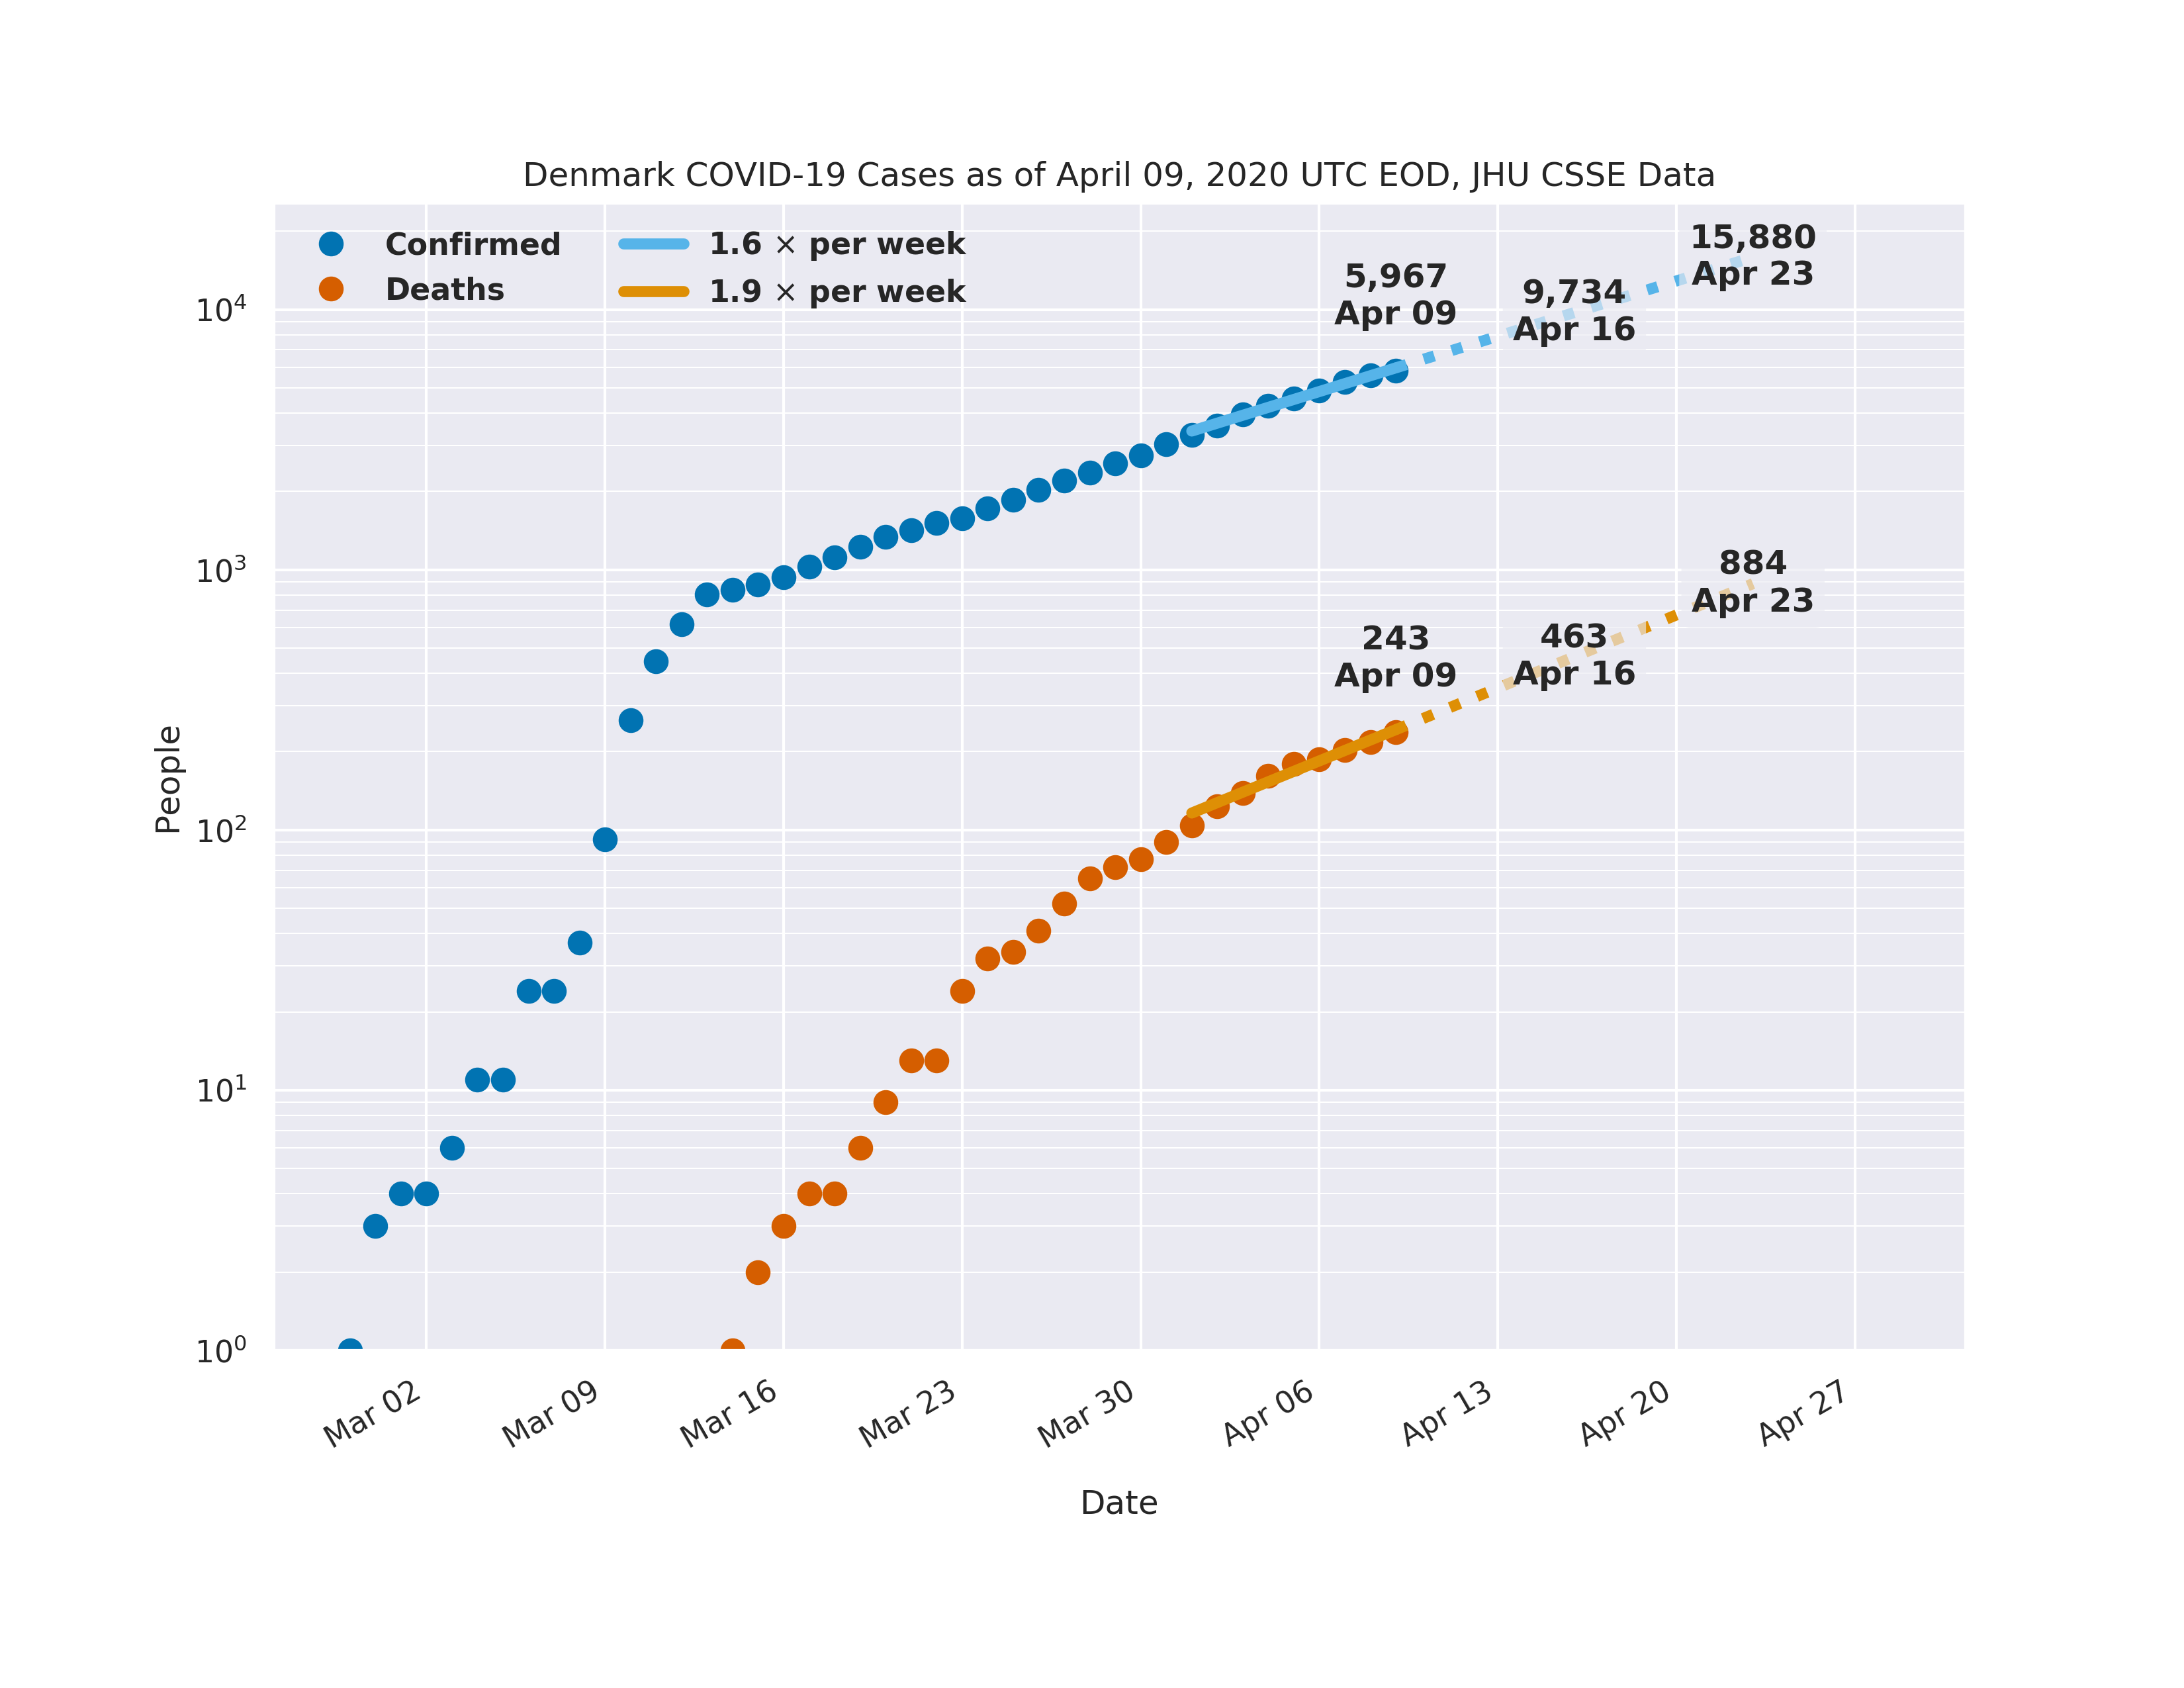 Denmark COVID-19 Cases as of April 09, 2020 UTC EOD, JHU CSSE Data
Confirmed
Deaths
1.6 × per week
1.9 × per week
15,880
Apr 23
5,967
Apr 09
9,734
Apr 16
884
Apr 23
243
Apr 09
463
Apr 16
People
10⁴
10³
10²
10¹
10⁰
Mar 02
Mar 09
Mar 16
Mar 23
Mar 30
Apr 06
Apr 13
Apr 20
Apr 27
Date